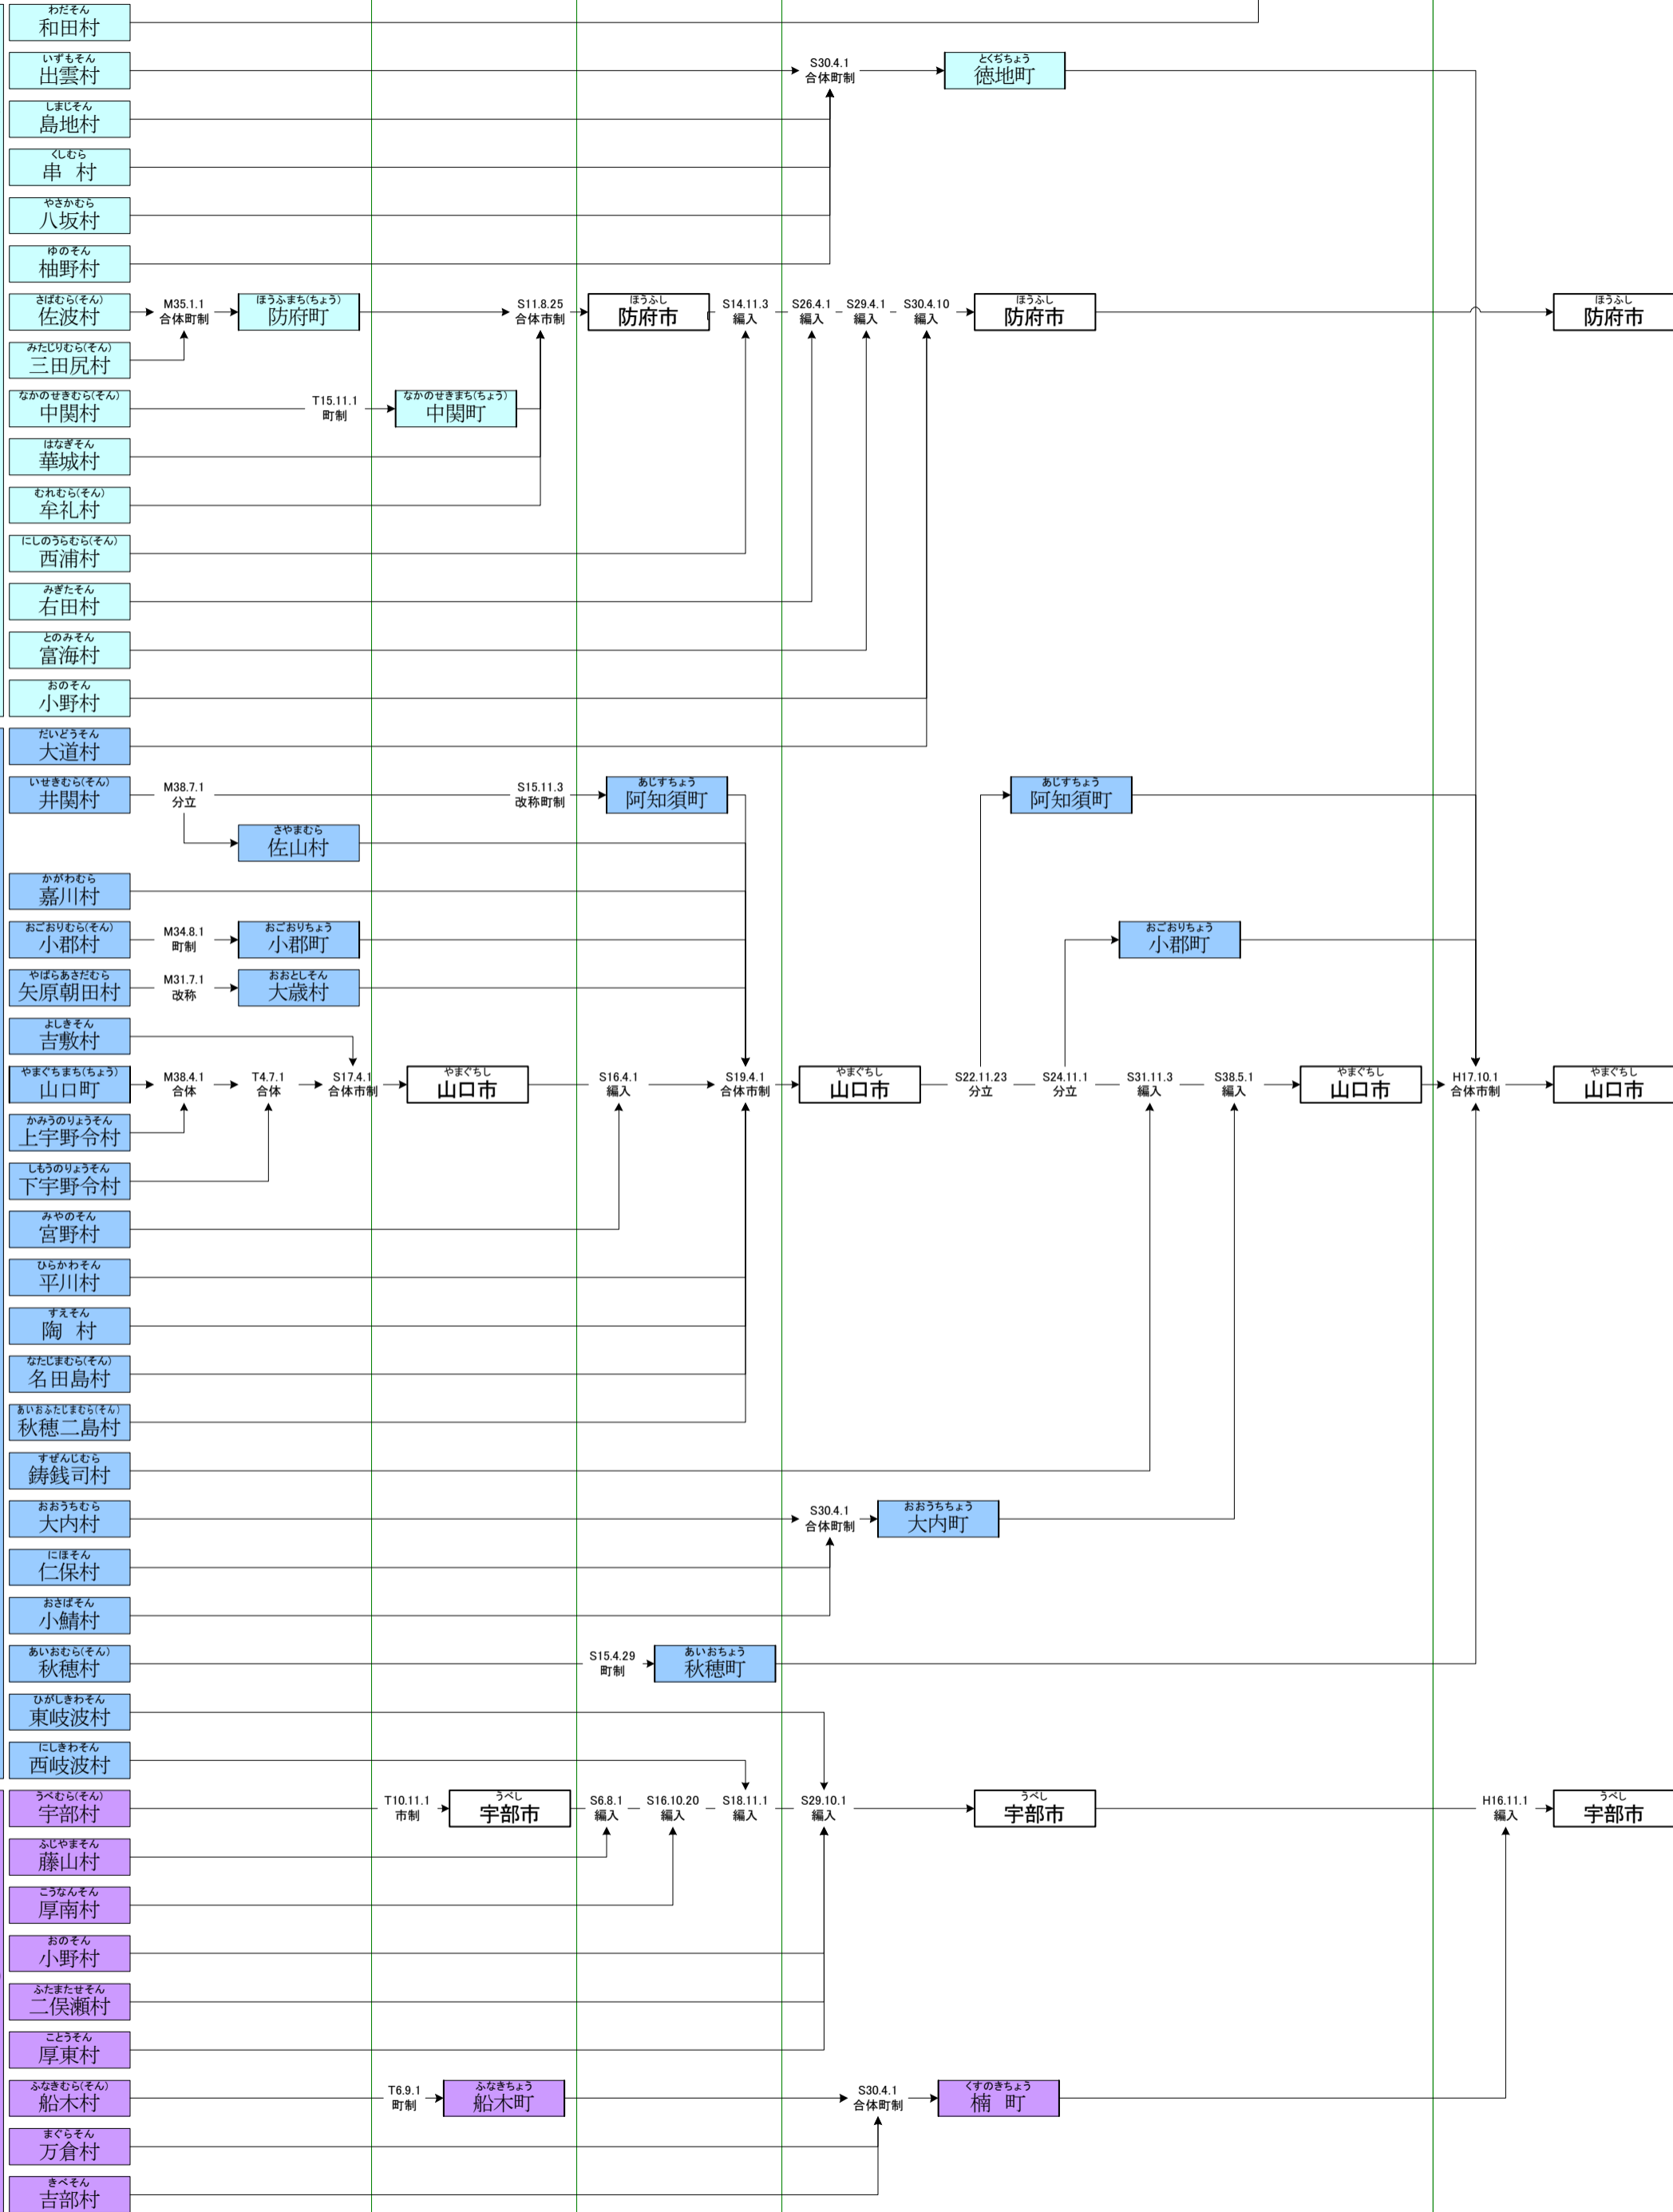 わだそん
和田村
いずもそん
出雲村
S30.4.1
合体町制
とくぢちょう
徳地町
しまじそん
島地村
くしむら
串 村
やさかむら
八坂村
ゆのそん
柚野村
さばむら(そん)
佐波村
M35.1.1
合体町制
ほうふまち(ちょう)
防府町
S11.8.25
合体市制
ほうふし
防府市
S14.11.3
編入
S26.4.1
編入
S29.4.1
編入
S30.4.10
編入
ほうふし
防府市
ほうふし
防府市
みたじりむら(そん)
三田尻村
なかのせきむら(そん)
中関村
T15.11.1
町制
なかのせきまち(ちょう)
中関町
はなぎそん
華城村
むれむら(そん)
牟礼村
にしのうらむら(そん)
西浦村
みぎたそん
右田村
とのみそん
富海村
おのそん
小野村
だいどうそん
大道村
いせきむら(そん)
井関村
M38.7.1
分立
S15.11.3
改称町制
あじすちょう
阿知須町
あじすちょう
阿知須町
さやまむら
佐山村
かがわむら
嘉川村
おごおりむら(そん)
小郡村
M34.8.1
町制
おごおりちょう
小郡町
おごおりちょう
小郡町
やばらあさだむら
矢原朝田村
M31.7.1
改称
おおとしそん
大歳村
よしきそん
吉敷村
やまぐちまち(ちょう)
山口町
M38.4.1
合体
T4.7.1
合体
S17.4.1
合体市制
やまぐちし
山口市
S16.4.1
編入
S19.4.1
合体市制
やまぐちし
山口市
S22.11.23
分立
S24.11.1
分立
S31.11.3
編入
S38.5.1
編入
やまぐちし
山口市
H17.10.1
合体市制
やまぐちし
山口市
かみうのりょうそん
上宇野令村
しもうのりょうそん
下宇野令村
みやのそん
宮野村
ひらかわそん
平川村
すえそん
陶 村
なたじまむら(そん)
名田島村
あいおふたじまむら(そん)
秋穂二島村
すぜんじむら
鋳銭司村
おおうちむら
大内村
S30.4.1
合体町制
おおうちちょう
大内町
にほそん
仁保村
おさばそん
小鯖村
あいおむら(そん)
秋穂村
S15.4.29
町制
あいおちょう
秋穂町
ひがしきわそん
東岐波村
にしきわそん
西岐波村
うべむら(そん)
宇部村
T10.11.1
市制
うべし
宇部市
S6.8.1
編入
S16.10.20
編入
S18.11.1
編入
S29.10.1
編入
うべし
宇部市
H16.11.1
編入
うべし
宇部市
ふじやまそん
藤山村
こうなんそん
厚南村
おのそん
小野村
ふたまたせそん
二俣瀬村
ことうそん
厚東村
ふなきむら(そん)
船木村
T6.9.1
町制
ふなきちょう
船木町
S30.4.1
合体町制
くすのきちょう
楠 町
まぐらそん
万倉村
きべそん
吉部村